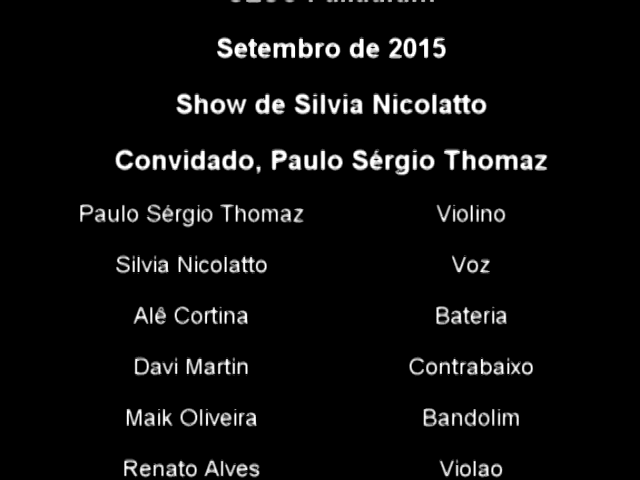 Setembro de 2015
Show de Silvia Nicolatto
Convidado, Paulo Sérgio Thomaz
Paulo Sérgio Thomaz Violino
Silvia Nicolatto Voz
Alê Cortina Bateria
Davi Martin Contrabaixo
Maik Oliveira Bandolim
Renato Alves Violao